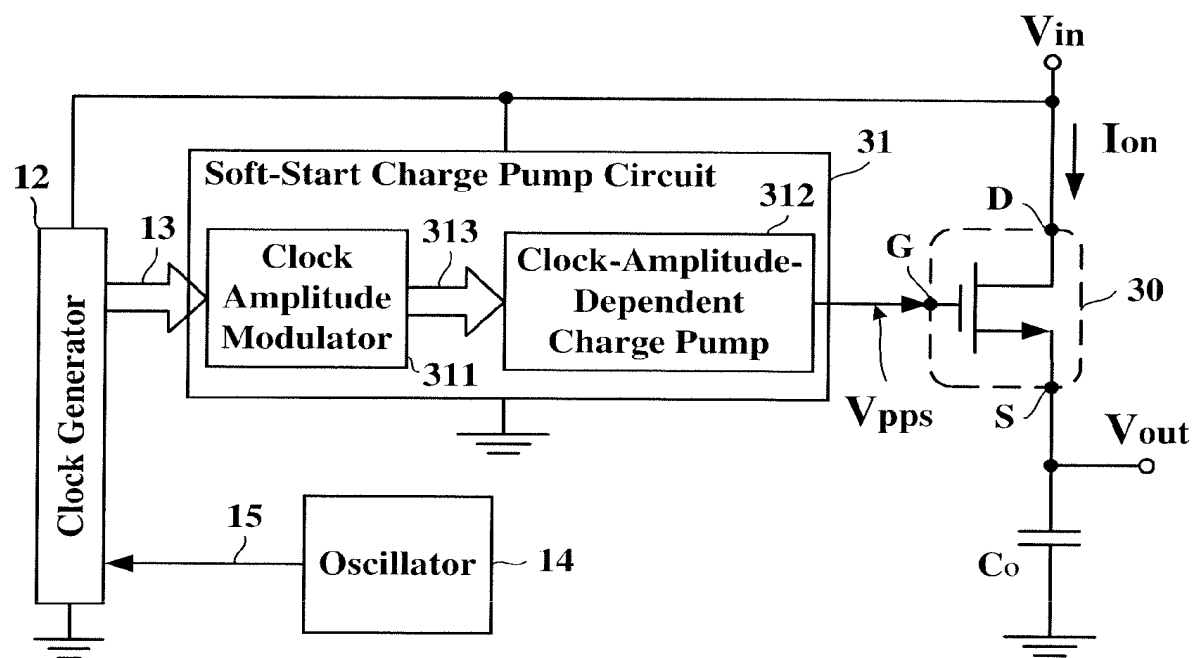 Vin
Ion
31
Soft-Start Charge Pump Circuit
12
13
313
312
D
G
30
Clock
Amplitude
Modulator
Clock-Amplitude-
Dependent
Charge Pump
311
Vpps
S
Vout
Clock Generator
15
Oscillator
14
Co